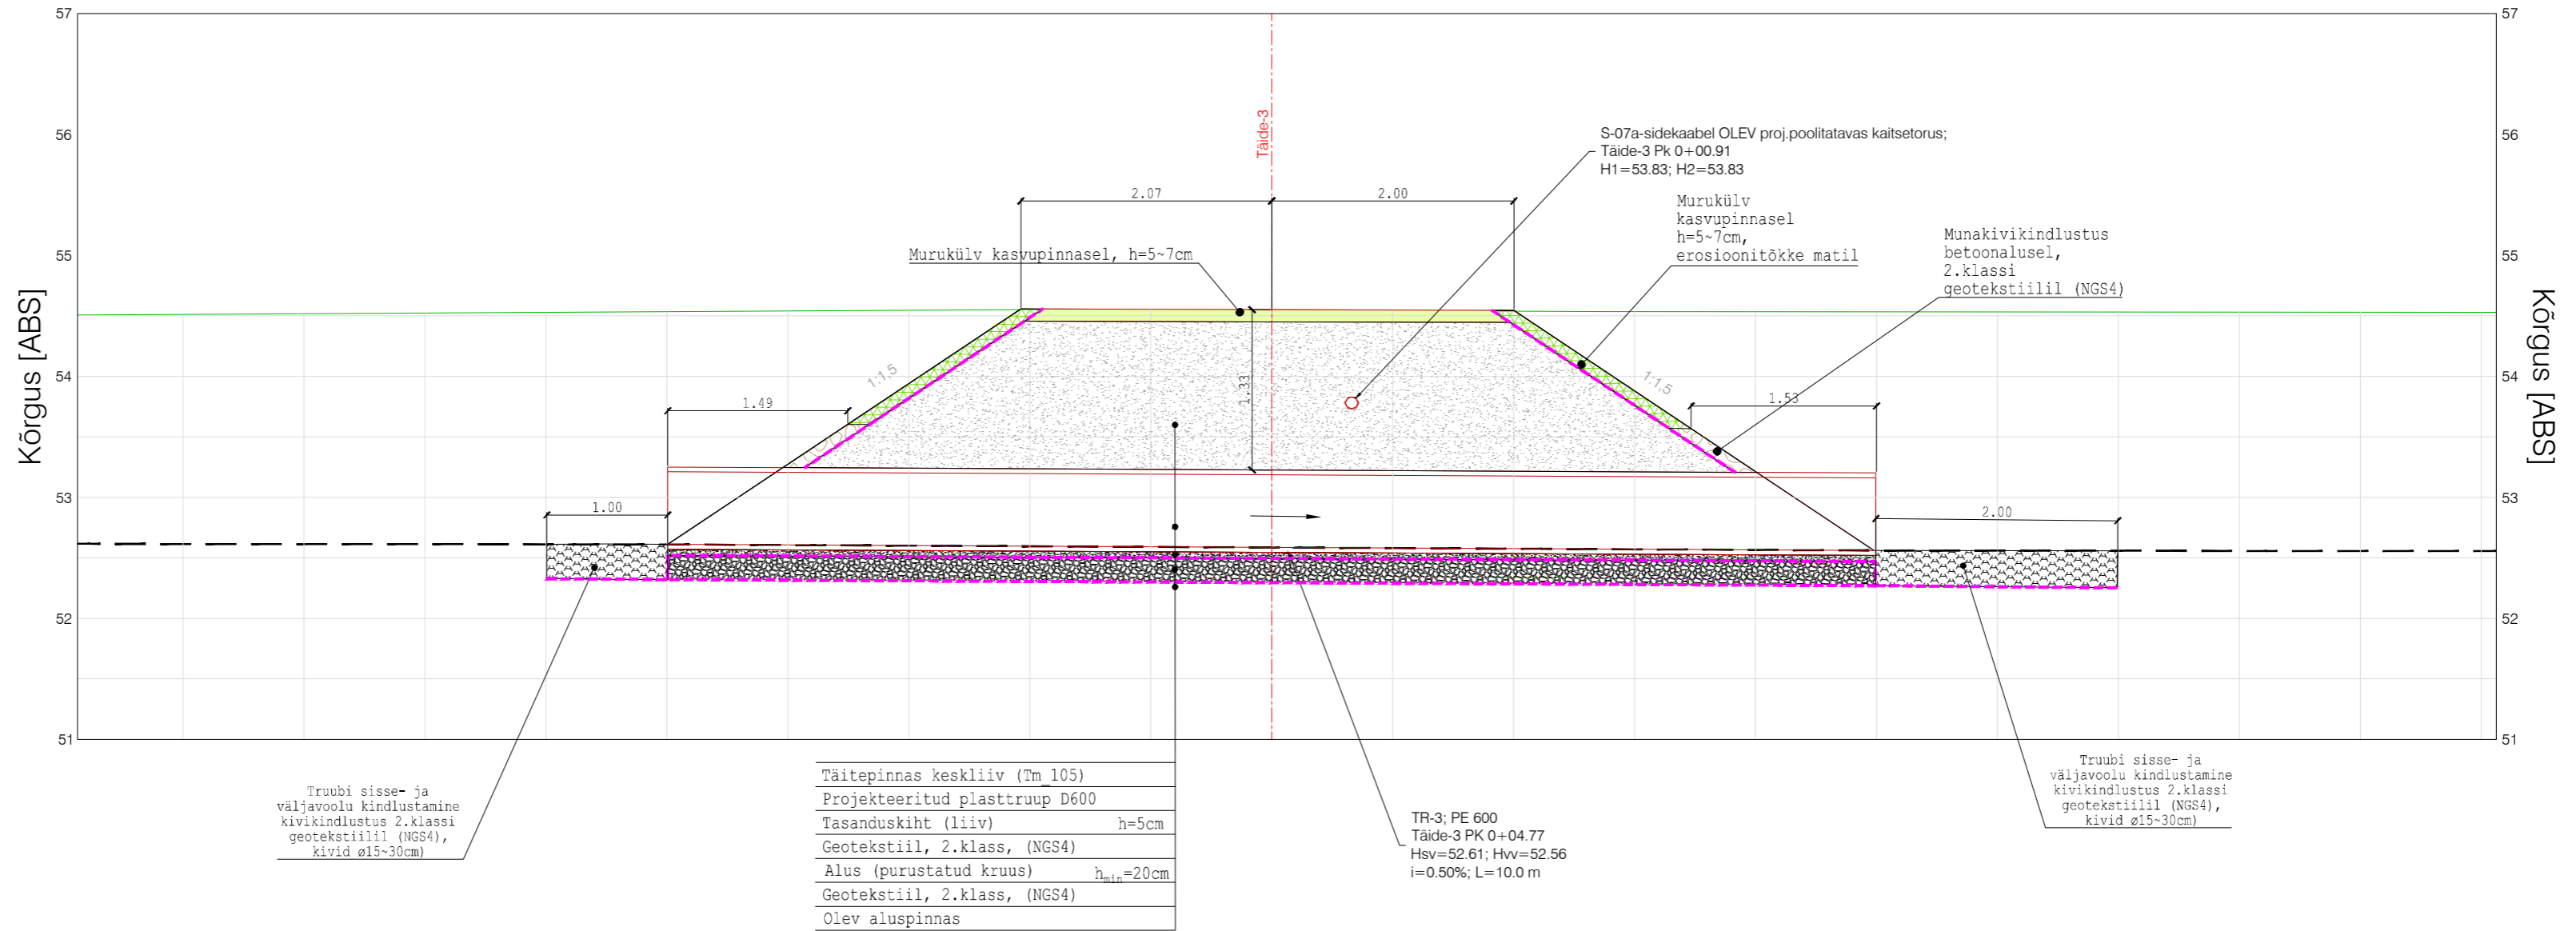 57
56
55
54
53
52
51
Kõrgus [ABS]
57
56
55
54
53
52
51
Kõrgus [ABS]
Täide-3
S-07a-sidekaabel OLEV proj.poolitatavas kaitsetorus;
Täide-3 Pk 0+00.91
H1=53.83; H2=53.83
2.07
2.00
Murukülv kasvupinnasel, h=5~7cm
Murukülv
kasvupinnasel
h=5~7cm,
erosioonitõkke matil
Munakivikindlustus
betoonalusel,
2.klassi
geotekstiilil (NGS4)
1:1,5
1:1,5
1.33
1.49
1.53
1.00
2.00
Truubi sisse- ja
väljavoolu kindlustamine
kivikindlustus 2.klassi
geotekstiilil (NGS4),
kivid ø15~30cm)
Täitepinnas keskliiv (Tm_105)
Projekteeritud plasttruup D600
Tasanduskiht (liiv) h=5cm
Geotekstiil, 2.klass, (NGS4)
Alus (purustatud kruus) hmin=20cm
Geotekstiil, 2.klass, (NGS4)
Olev aluspinnas
TR-3; PE 600
Täide-3 PK 0+04.77
Hsv=52.61; Hvv=52.56
i=0.50%; L=10.0 m
Truubi sisse- ja
väljavoolu kindlustamine
kivikindlustus 2.klassi
geotekstiilil (NGS4),
kivid ø15~30cm)